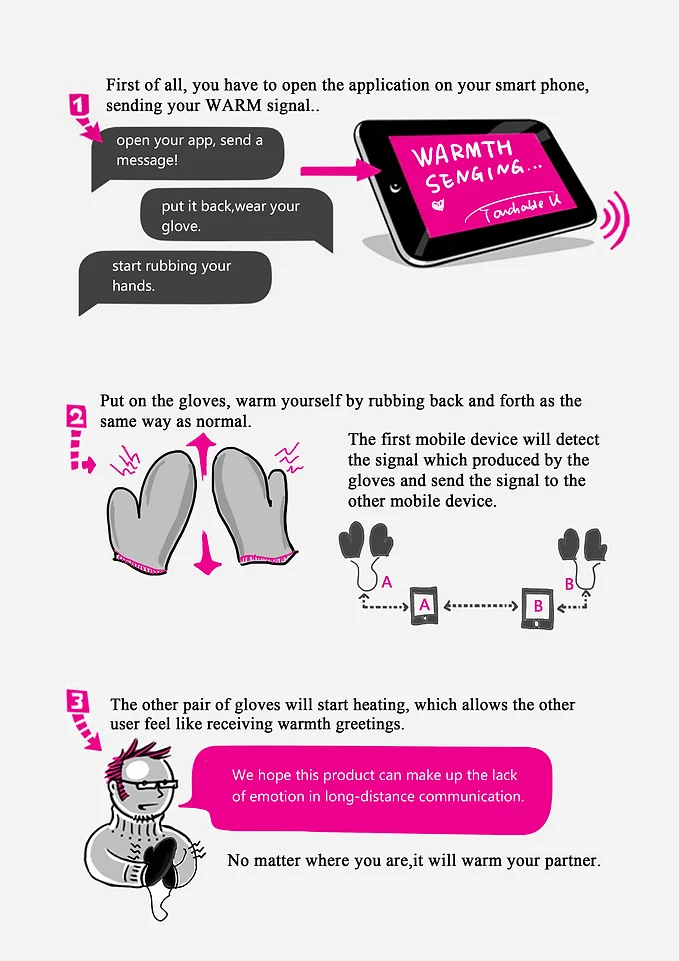 First of all, you have to open the application on your smart phone,
sending your WARM signal..
1
open your app, send a
message!
put it back,wear your
glove.
start rubbing your
hands.
WARMTH
SENGING...
Touchable U
2
Put on the gloves, warm yourself by rubbing back and forth as the
same way as normal.
The first mobile device will detect
the signal which produced by the
gloves and send the signal to the
other mobile device.
A
B
A
B
3
The other pair of gloves will start heating, which allows the other
user feel like receiving warmth greetings.
We hope this product can make up the lack
of emotion in long-distance communication.
No matter where you are,it will warm your partner.